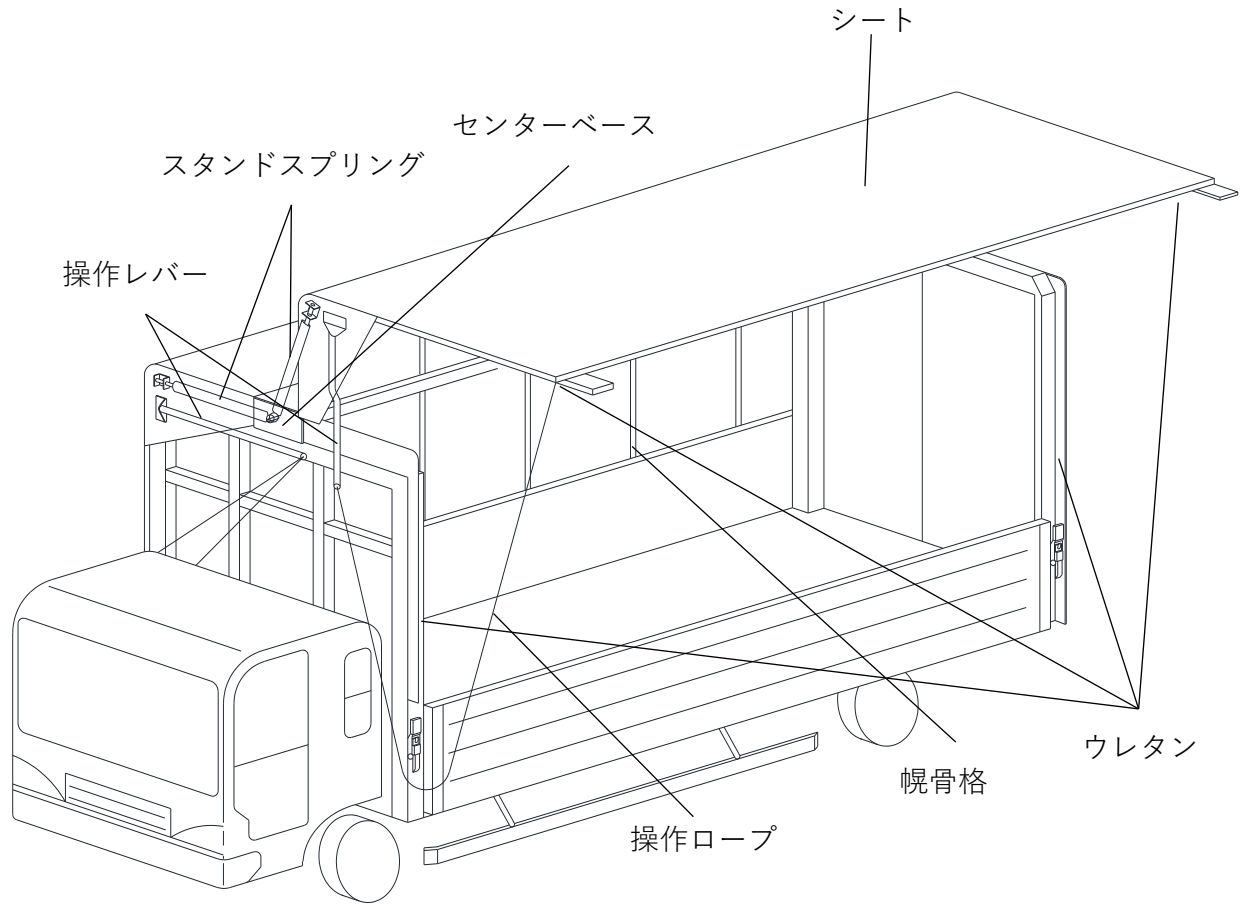 シート
センターベース
スタンドスプリング
操作レバー
ウレタン
幌骨格
操作ロープ